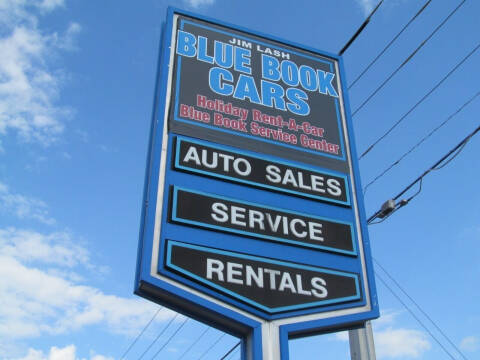 JIM LASH
BLUE BOOK
CARS
Holiday Rent-A-Car
Blue Book Service Center
AUTO SALES
SERVICE
RENTALS